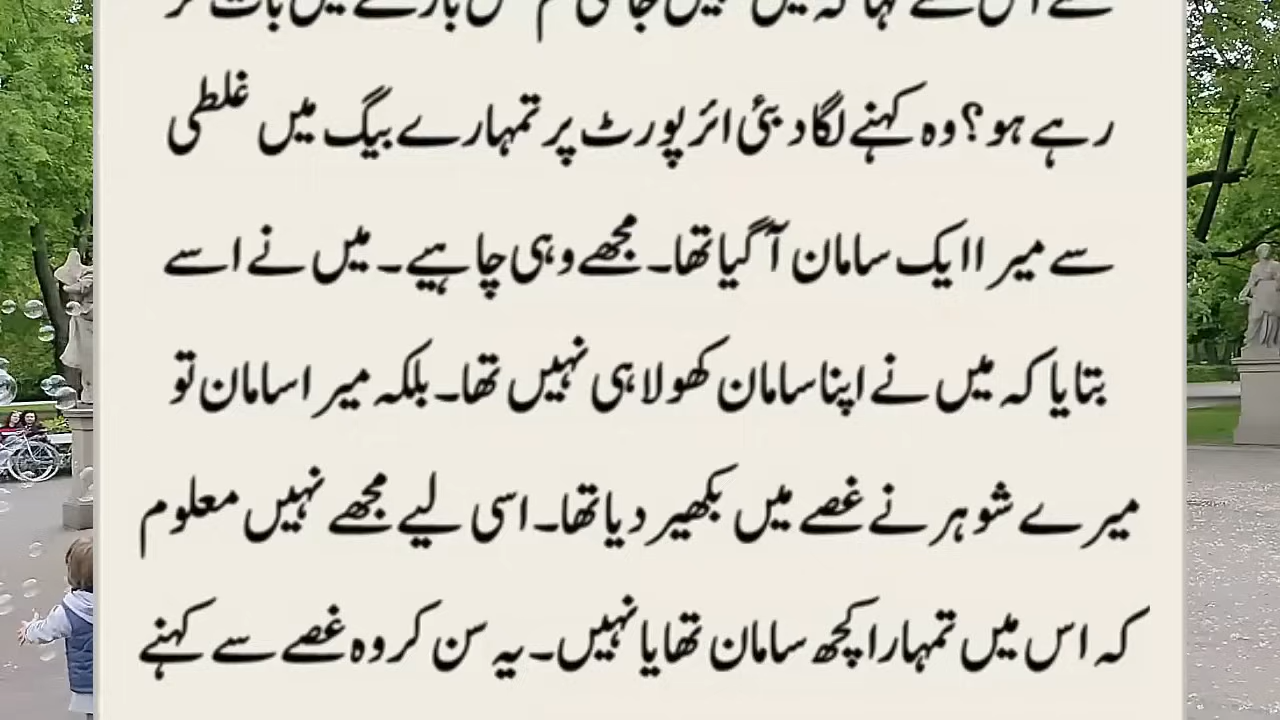 رہے ہو؟ وہ کہنے لگا دبئی ائرپورٹ پر تمہارے بیگ میں غلطی
سے میر اایک سامان آگیا تھا۔ مجھے وہی چاہیے۔ میں نے اسے
بتایا کہ میں نے اپنا سامان کھولا ہی نہیں تھا۔ بلکہ میرا سامان تو
میرے شوہر نے غصے میں بکھیر دیا تھا۔ اسی لیے مجھے نہیں معلوم
کہ اس میں تمہارا کچھ سامان تھا یا نہیں۔ یہ سن کر وہ غصے سے کہنے